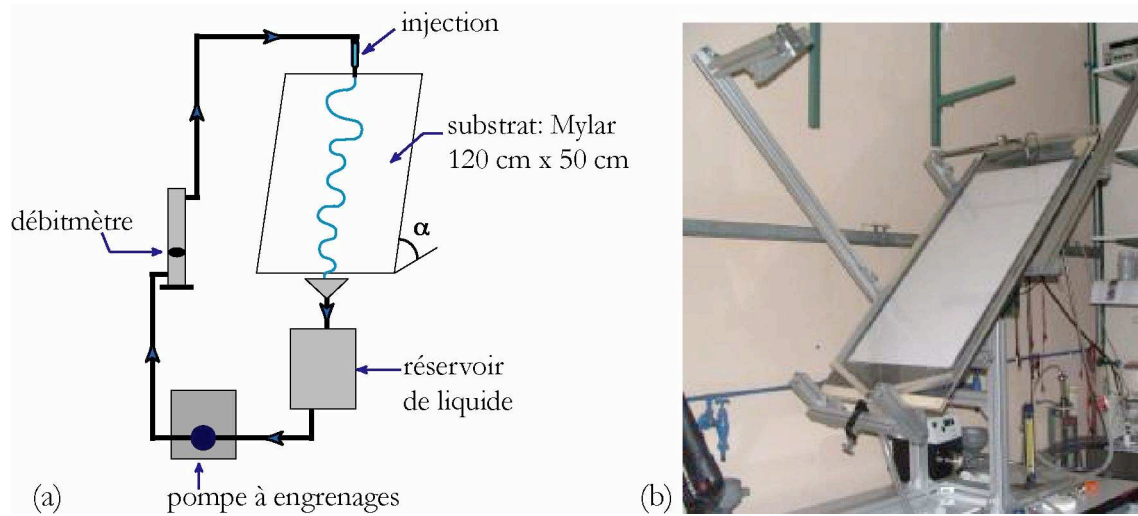 injection
substrat: Mylar
120 cm x 50 cm
α
débitmètre
réservoir
de liquide
pompe à engrenages
(a)
(b)